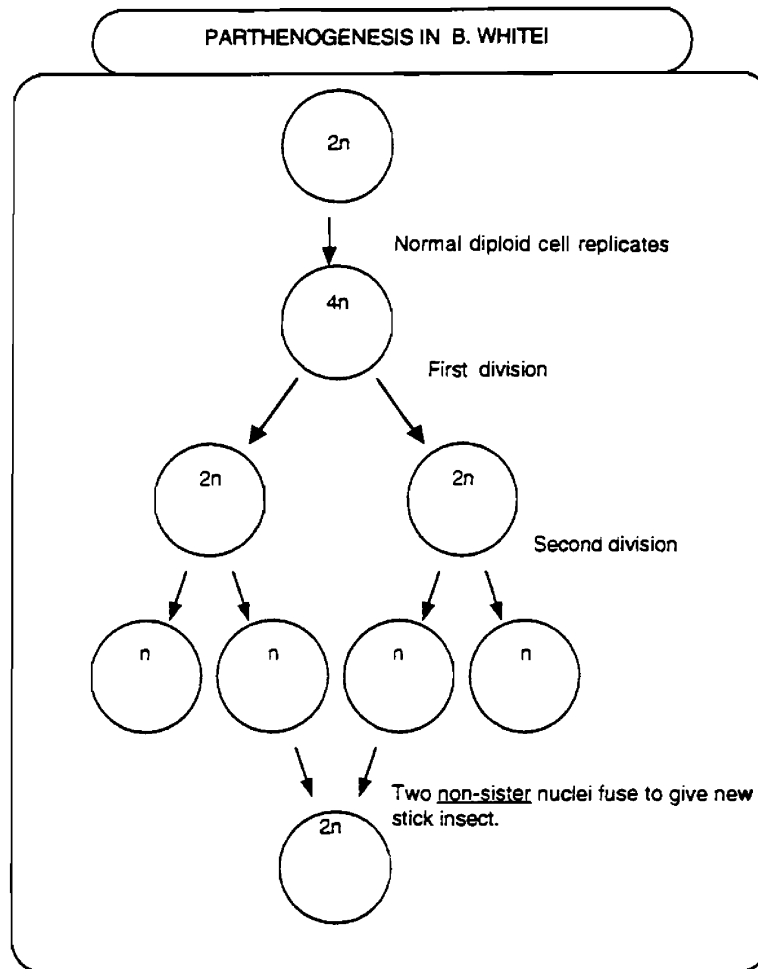 PARTHENOGENESIS IN B. WHITEI
2n
Normal diploid cell replicates
4n
First division
2n 2n
Second division
n n n n
Two non-sister nuclei fuse to give new
stick insect.
2n